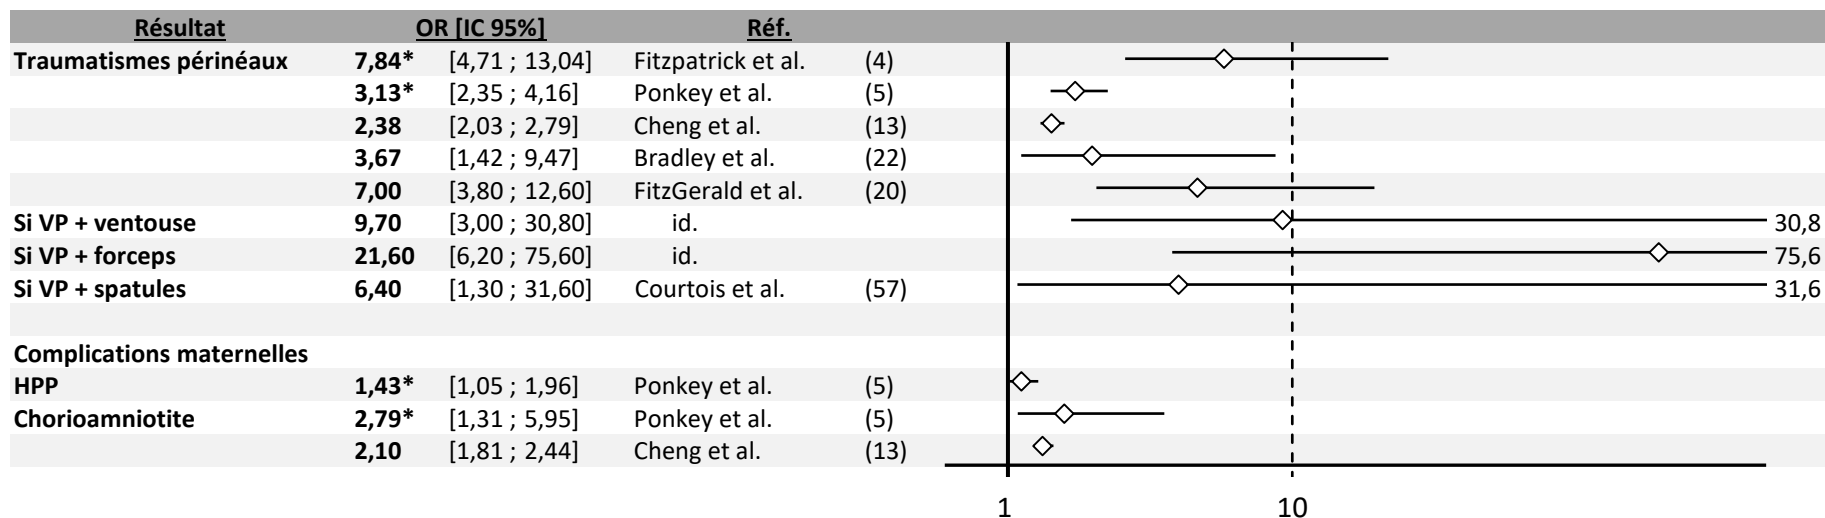 Résultat OR [IC 95%] Réf.
Traumatismes périnéaux 7,84* [4,71 ; 13,04] Fitzpatrick et al. (4)
3,13* [2,35 ; 4,16] Ponkey et al. (5)
2,38 [2,03 ; 2,79] Cheng et al. (13)
3,67 [1,42 ; 9,47] Bradley et al. (22)
7,00 [3,80 ; 12,60] FitzGerald et al. (20)
Si VP + ventouse 9,70 [3,00 ; 30,80] id. 30,8
Si VP + forceps 21,60 [6,20 ; 75,60] id. 75,6
Si VP + spatules 6,40 [1,30 ; 31,60] Courtois et al. (57) 31,6
Complications maternelles
HPP 1,43* [1,05 ; 1,96] Ponkey et al. (5)
Chorioamniotite 2,79* [1,31 ; 5,95] Ponkey et al. (5)
2,10 [1,81 ; 2,44] Cheng et al. (13)
1 10